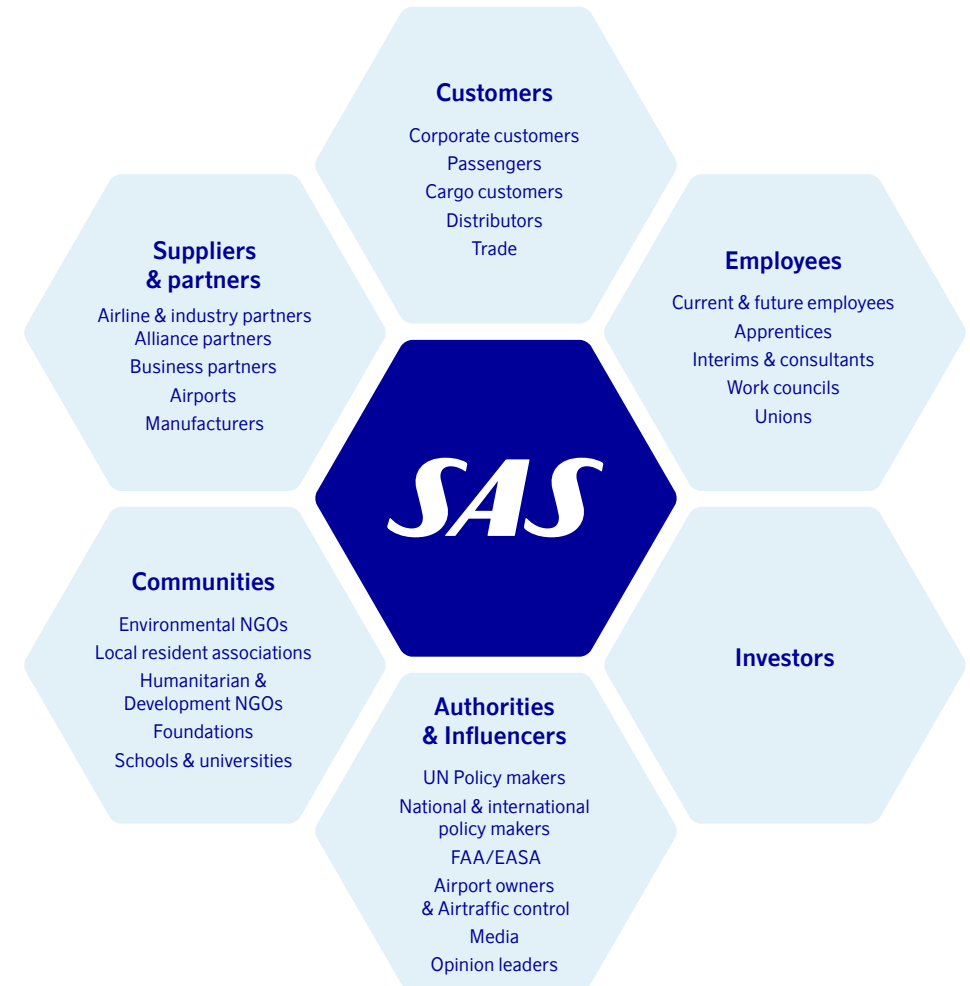 Customers
Corporate customers
Passengers
Cargo customers
Distributors
Trade
Suppliers
& partners
Airline & industry partners
Alliance partners
Business partners
Airports
Manufacturers
Employees
Current & future employees
Apprentices
Interims & consultants
Work councils
Unions
SAS
Communities
Environmental NGOs
Local resident associations
Humanitarian &
Development NGOs
Foundations
Schools & universities
Investors
Authorities
& Influencers
UN Policy makers
National & international
policy makers
FAA/EASA
Airport owners
& Airtraffic control
Media
Opinion leaders